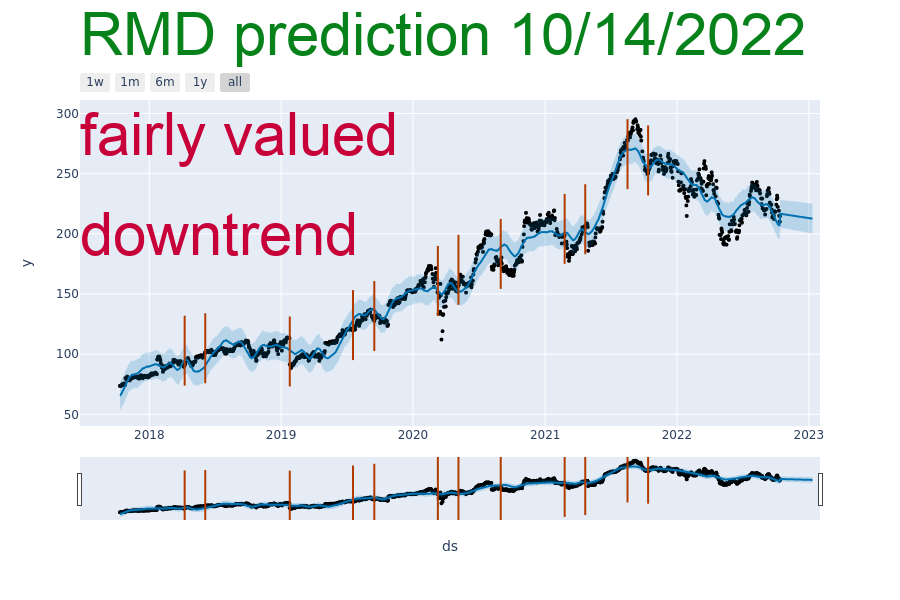 RMD prediction 10/14/2022
1w 1m 6m 1y all
300
fairly valued
250
200
downtrend
y
150
100
50
2018 2019 2020 2021 2022 2023
ds